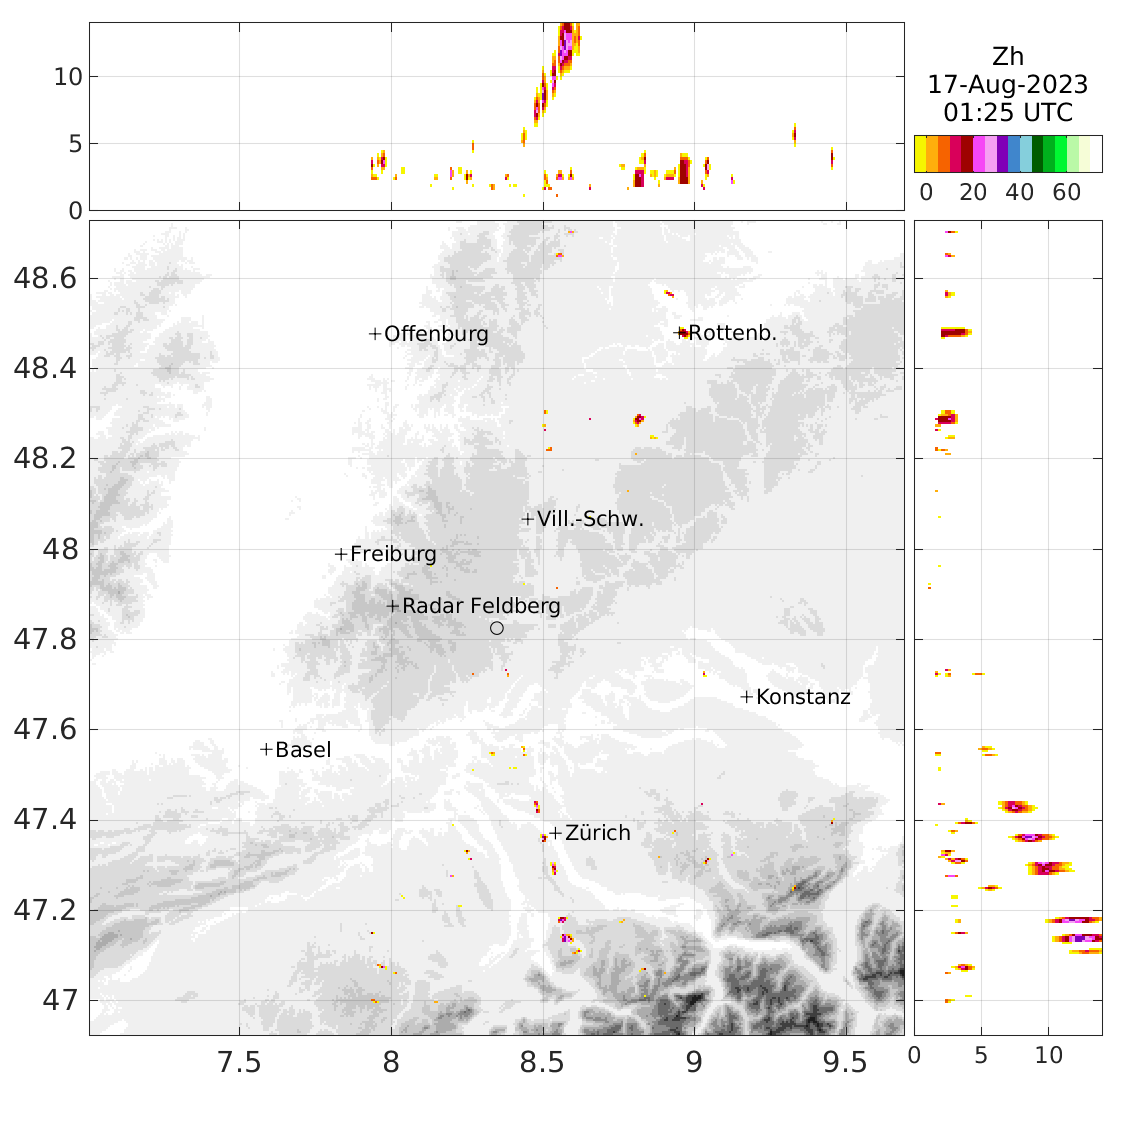 10
5
0
Zh
17-Aug-2023
01:25 UTC
0 20 40 60
48.6
48.4
48.2
48
47.8
47.6
47.4
47.2
47
Offenburg
Rottenb.
Vill.-Schw.
Freiburg
Radar Feldberg
Konstanz
Basel
Zürich
7.5 8 8.5 9 9.5
0 5 10